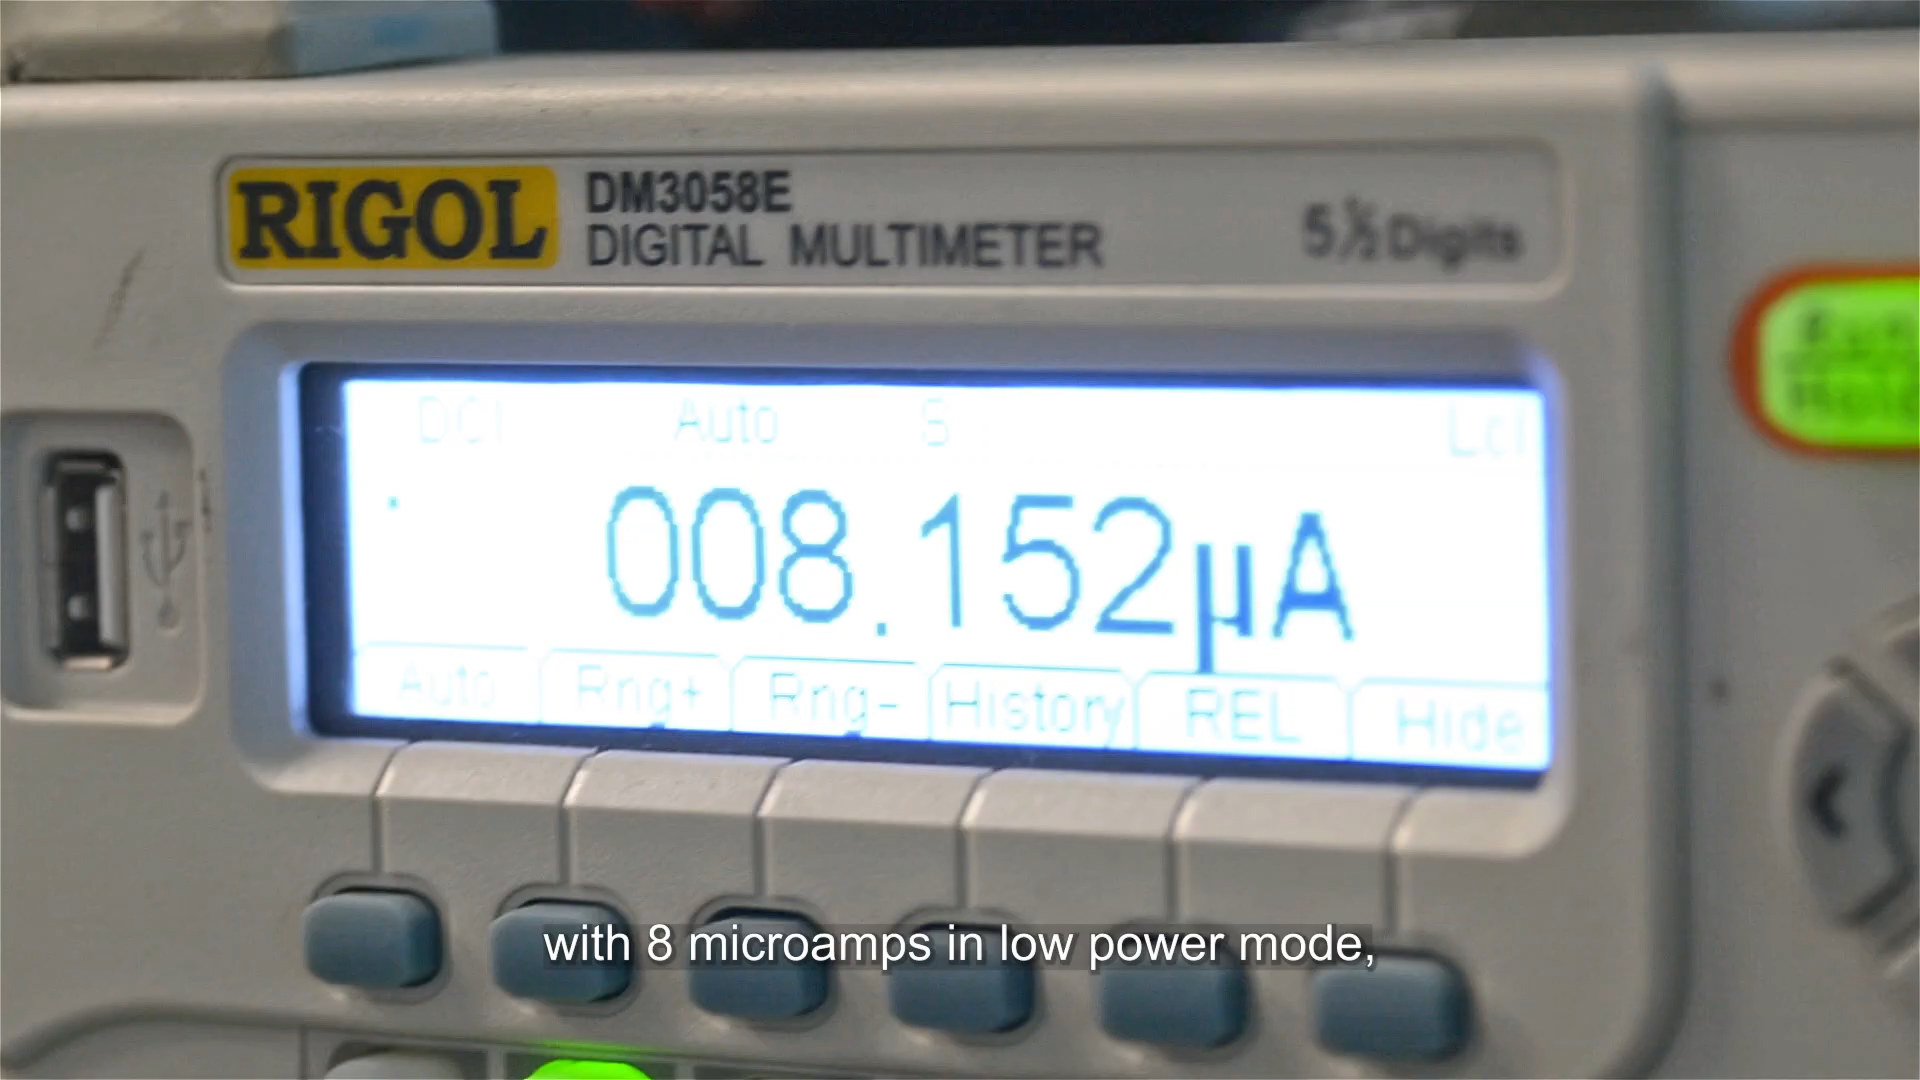 RIGOL
DM3058E
DIGITAL MULTIMETER
5½ Digits
DCI Auto S Lcl
008.152µA
Auto Rng+ Rng- History REL Hide
with 8 microamps in low power mode,